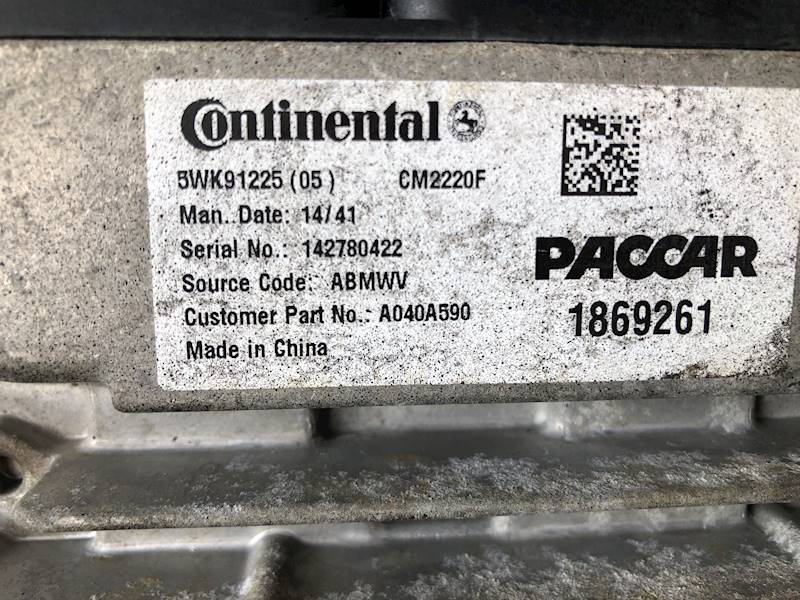 Continental
5WK91225 (05 ) CM2220F
Man. Date: 14/41
Serial No.: 142780422
Source Code: ABMWV
Customer Part No.: A040A590
Made in China
PACCAR
1869261